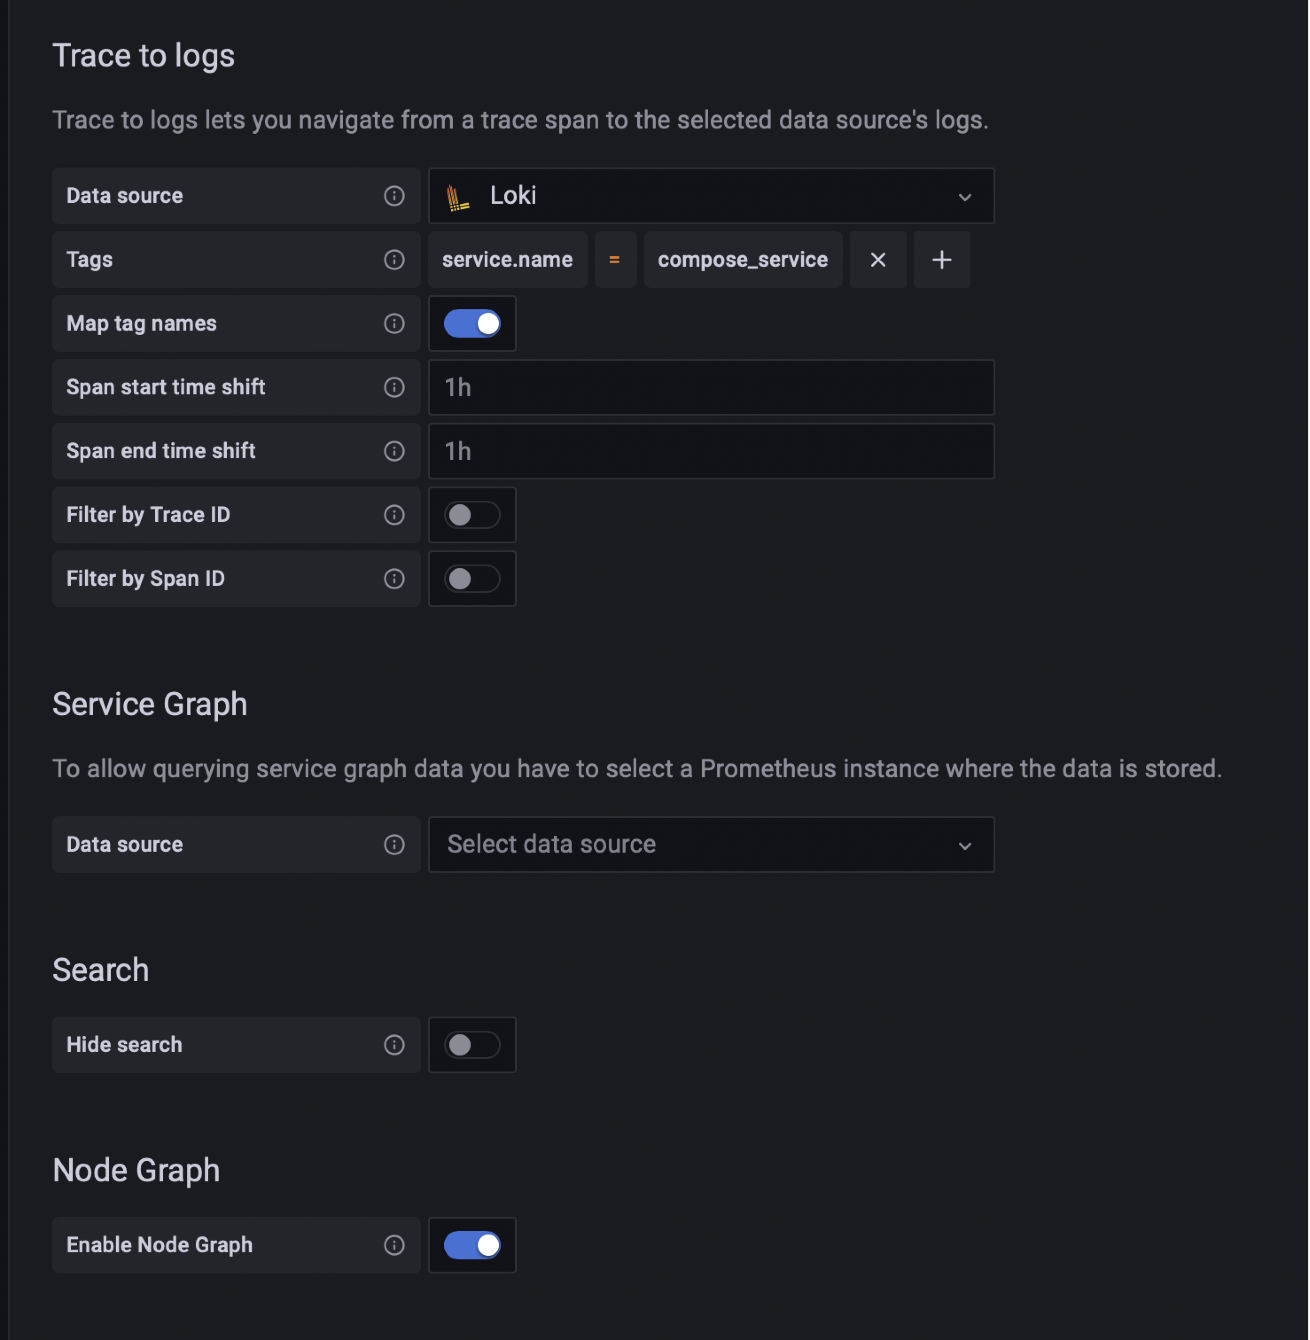 Trace to logs
Trace to logs lets you navigate from a trace span to the selected data source's logs.
Data source Loki
Tags service.name = compose_service
Map tag names
Span start time shift 1h
Span end time shift 1h
Filter by Trace ID
Filter by Span ID
Service Graph
To allow querying service graph data you have to select a Prometheus instance where the data is stored.
Data source Select data source
Search
Hide search
Node Graph
Enable Node Graph